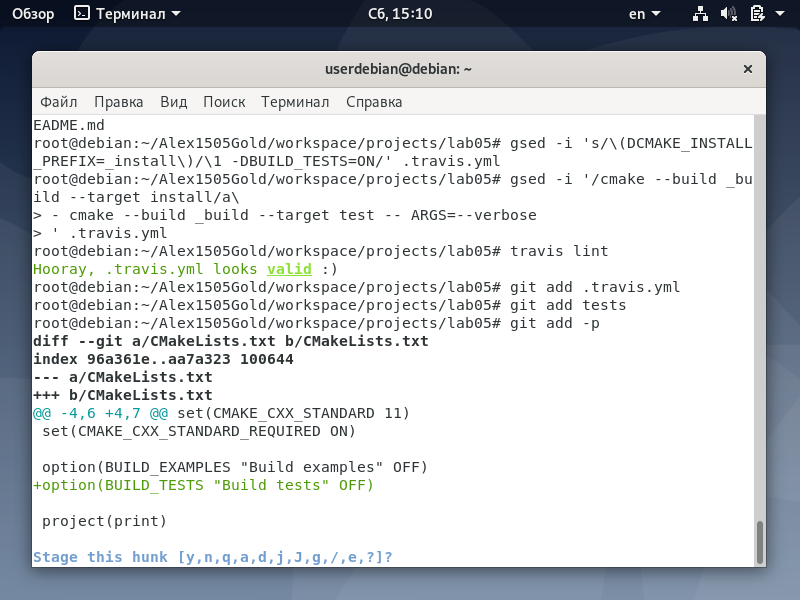 Обзор Терминал Сб, 15:10 en
userdebian@debian: ~
Файл Правка Вид Поиск Терминал Справка
EADME.md
root@debian:~/Alex1505Gold/workspace/projects/lab05# gsed -i 's/\(DCMAKE_INSTALL
_PREFIX=_install\)/\1 -DBUILD_TESTS=ON/' .travis.yml
root@debian:~/Alex1505Gold/workspace/projects/lab05# gsed -i '/cmake --build _bu
ild --target install/a\
> - cmake --build _build --target test -- ARGS=--verbose
> ' .travis.yml
root@debian:~/Alex1505Gold/workspace/projects/lab05# travis lint
Hooray, .travis.yml looks valid :)
root@debian:~/Alex1505Gold/workspace/projects/lab05# git add .travis.yml
root@debian:~/Alex1505Gold/workspace/projects/lab05# git add tests
root@debian:~/Alex1505Gold/workspace/projects/lab05# git add -p
diff --git a/CMakeLists.txt b/CMakeLists.txt
index 96a361e..aa7a323 100644
--- a/CMakeLists.txt
+++ b/CMakeLists.txt
@@ -4,6 +4,7 @@ set(CMAKE_CXX_STANDARD 11)
 set(CMAKE_CXX_STANDARD_REQUIRED ON)
 option(BUILD_EXAMPLES "Build examples" OFF)
+option(BUILD_TESTS "Build tests" OFF)
 project(print)
Stage this hunk [y,n,q,a,d,j,J,g,/,e,?]?